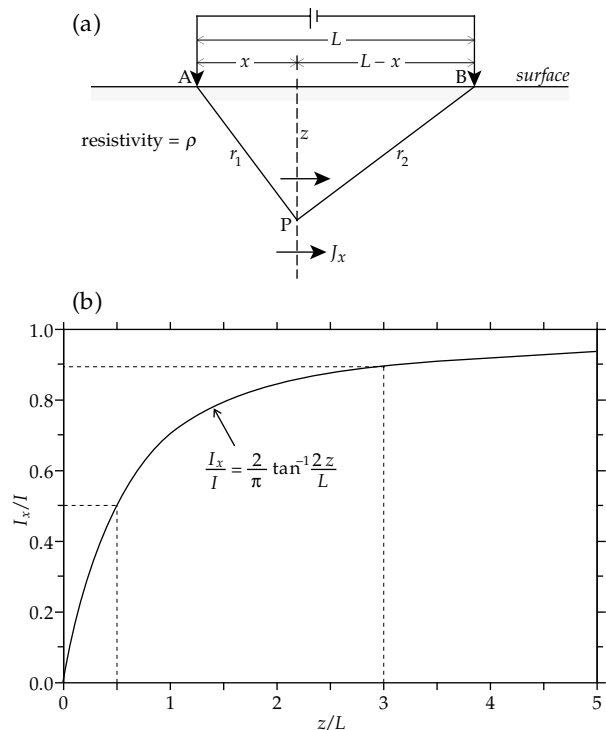 (a)
L
x L – x
A B surface
z
resistivity = ρ
r1 r2
P
Jx
(b)
1.0
0.8
0.6
0.4
0.2
0.0
Ix/I
Ix/I = 2/π tan–1 2z/L
0 1 2 3 4 5
z/L